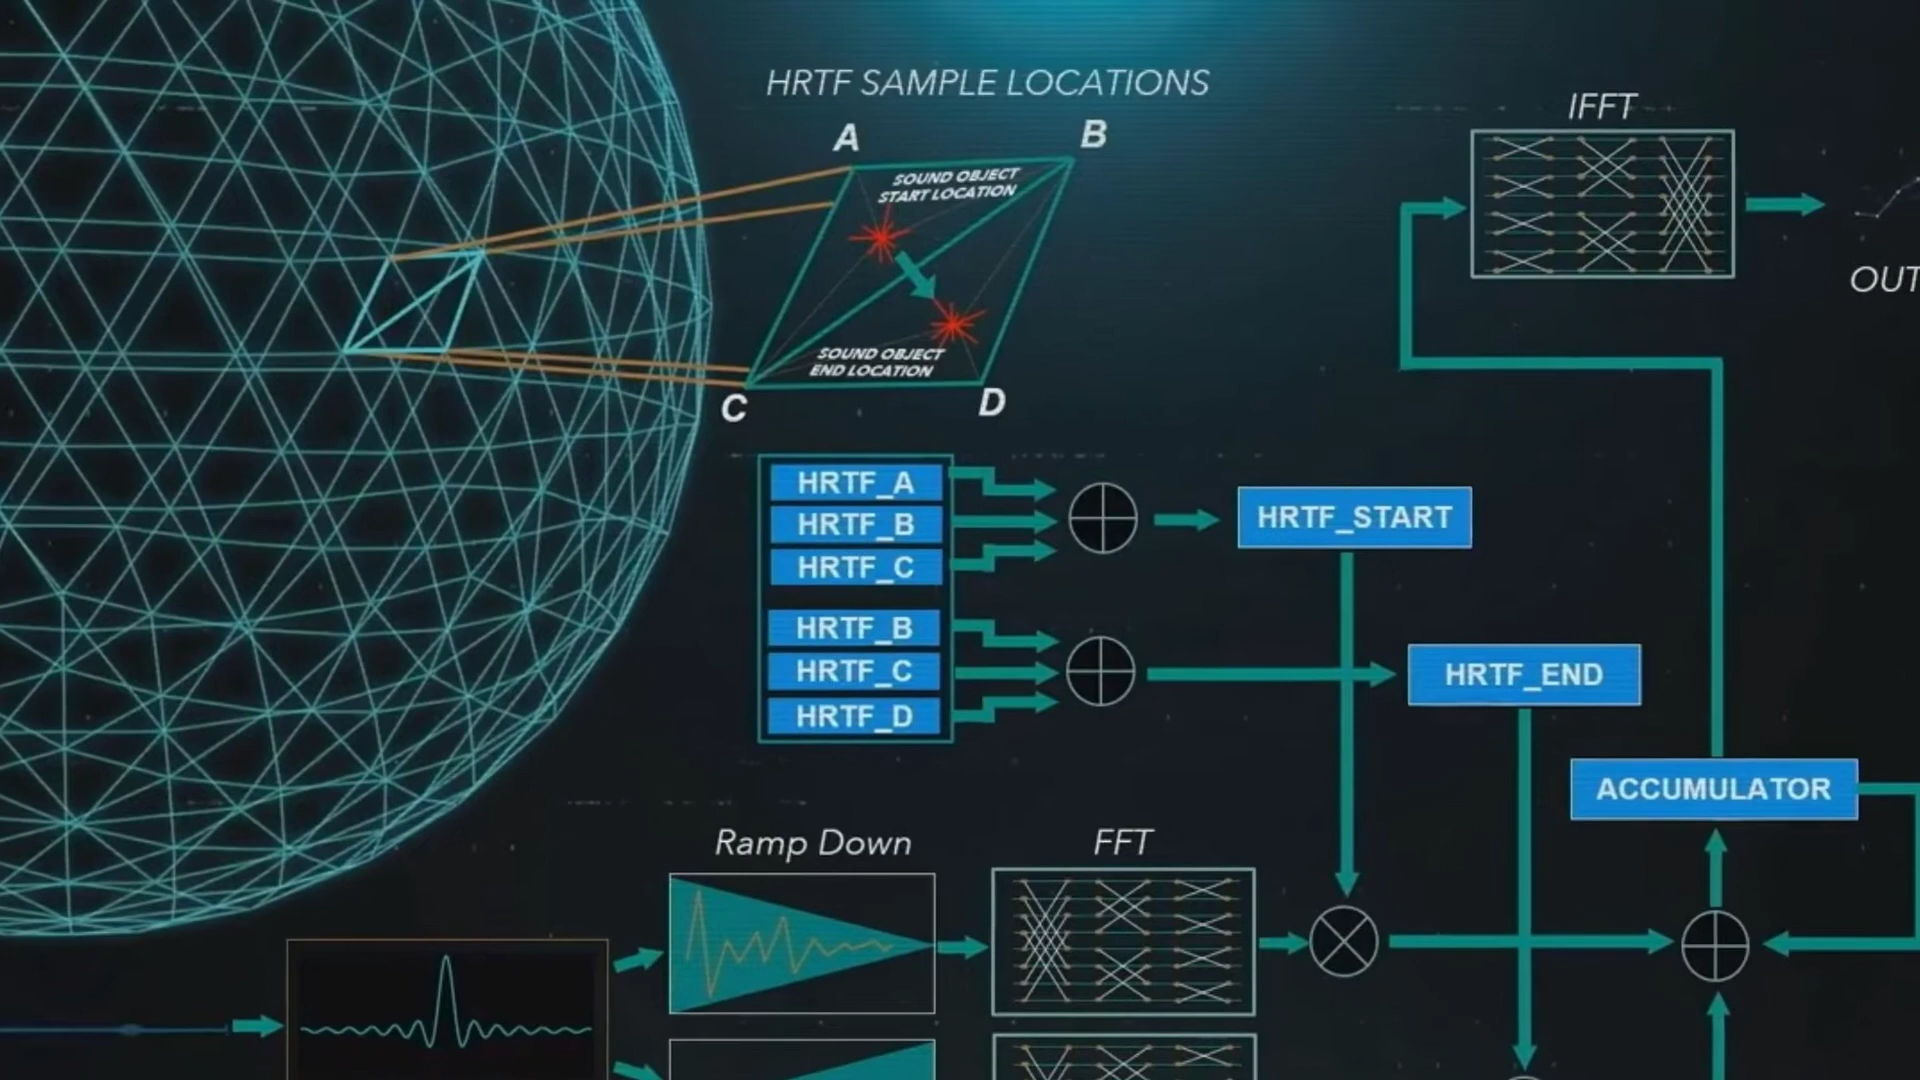 HRTF SAMPLE LOCATIONS
A
B
SOUND OBJECT
START LOCATION
SOUND OBJECT
END LOCATION
C
D
IFFT
OUT
HRTF_A
HRTF_B
HRTF_C
HRTF_START
HRTF_B
HRTF_C
HRTF_D
HRTF_END
ACCUMULATOR
Ramp Down
FFT